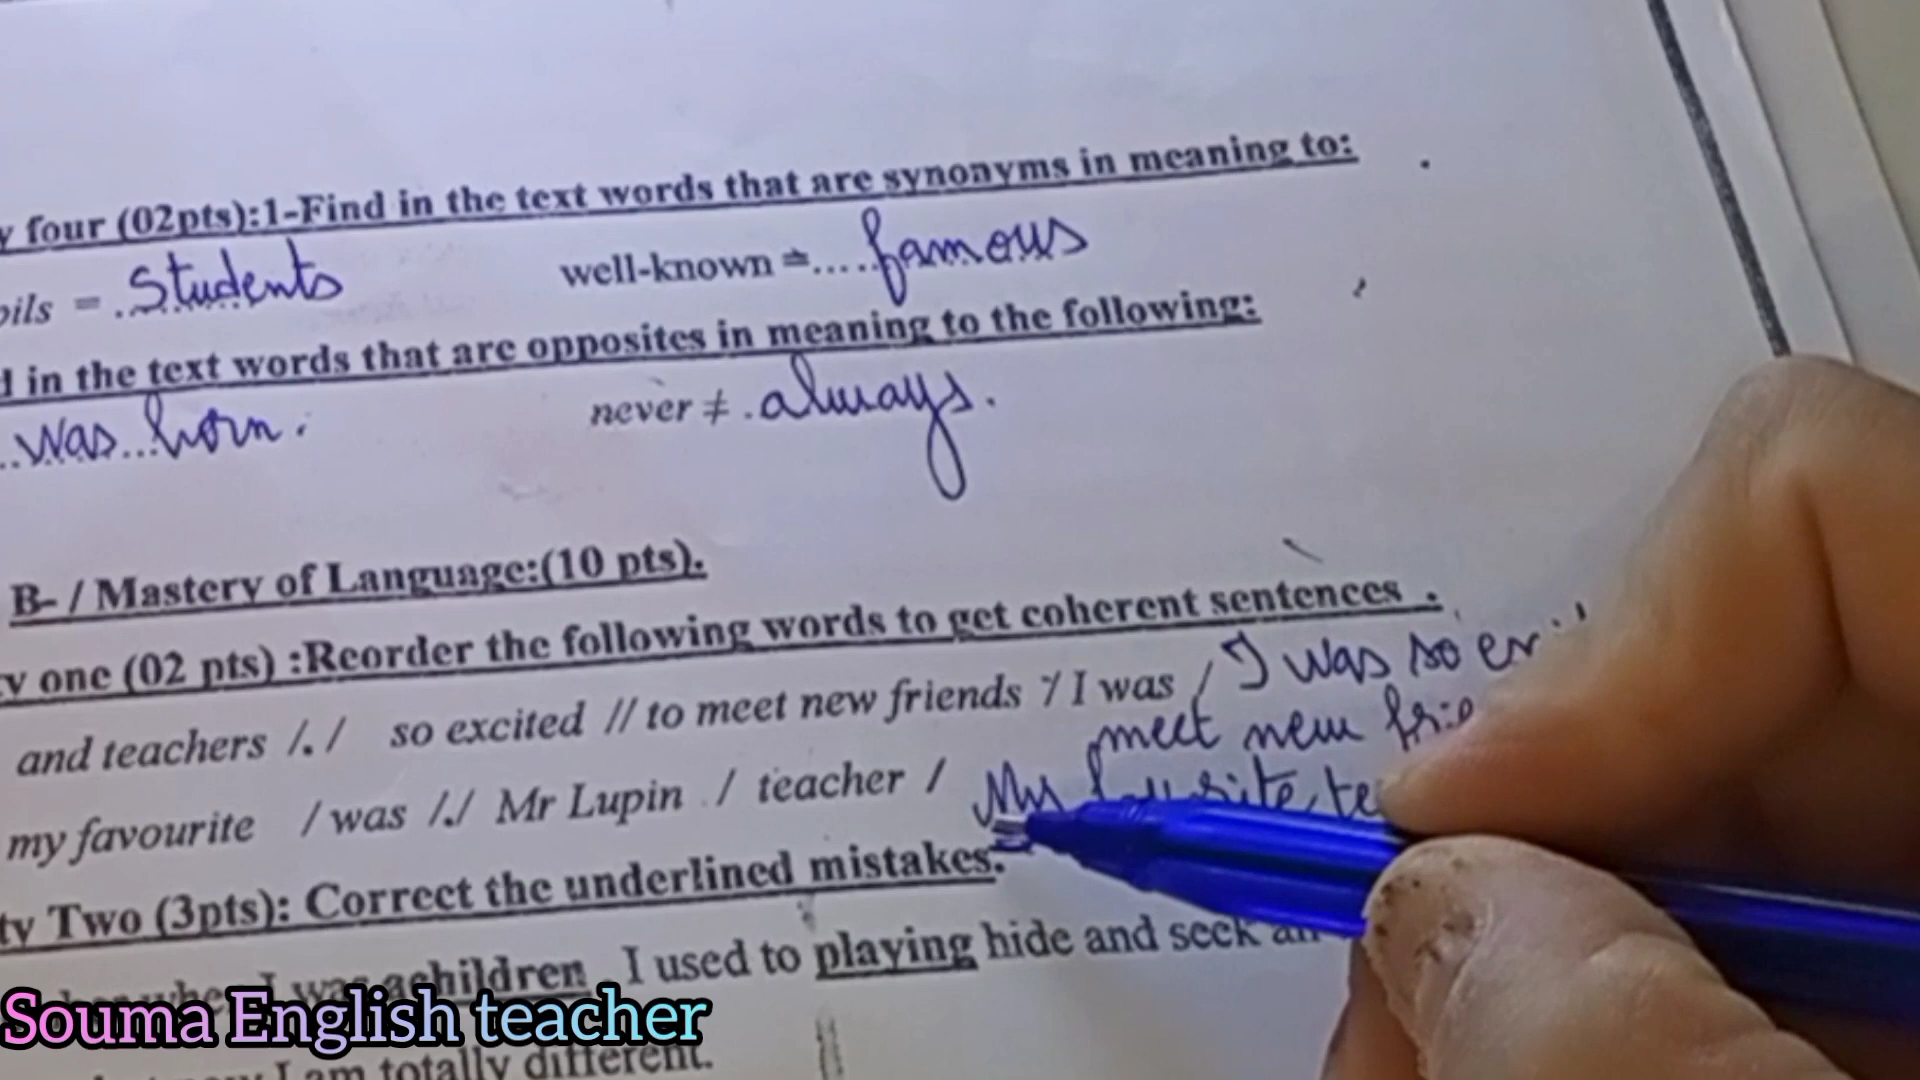 four (02pts):1-Find in the text words that are synonyms in meaning to:
= Students well-known = ..... famous
in the text words that are opposites in meaning to the following:
was born. never ≠ . always.
B- / Mastery of Language:(10 pts).
one (02 pts) :Reorder the following words to get coherent sentences .
and teachers /. / so excited // to meet new friends / I was / I was so
meet new
my favourite / was /./ Mr Lupin / teacher / My
Two (3pts): Correct the underlined mistakes.
I was a children . I used to playing hide and seek
I am totally different.
Souma English teacher